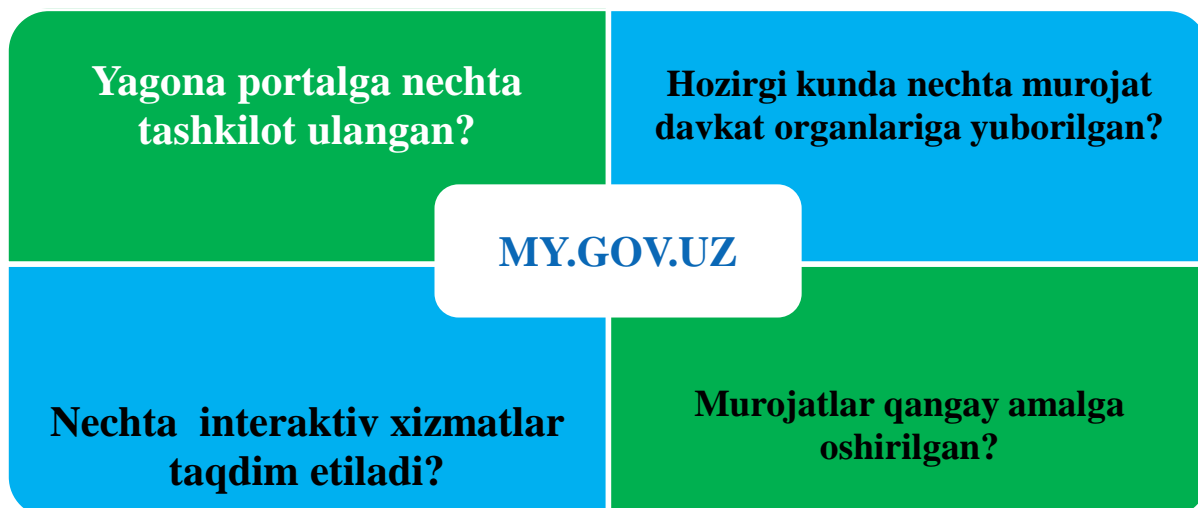 Yagona portalga nechta
tashkilot ulangan?
Hozirgi kunda nechta murojat
davkat organlariga yuborilgan?
MY.GOV.UZ
Nechta interaktiv xizmatlar
taqdim etiladi?
Murojatlar qangay amalga
oshirilgan?